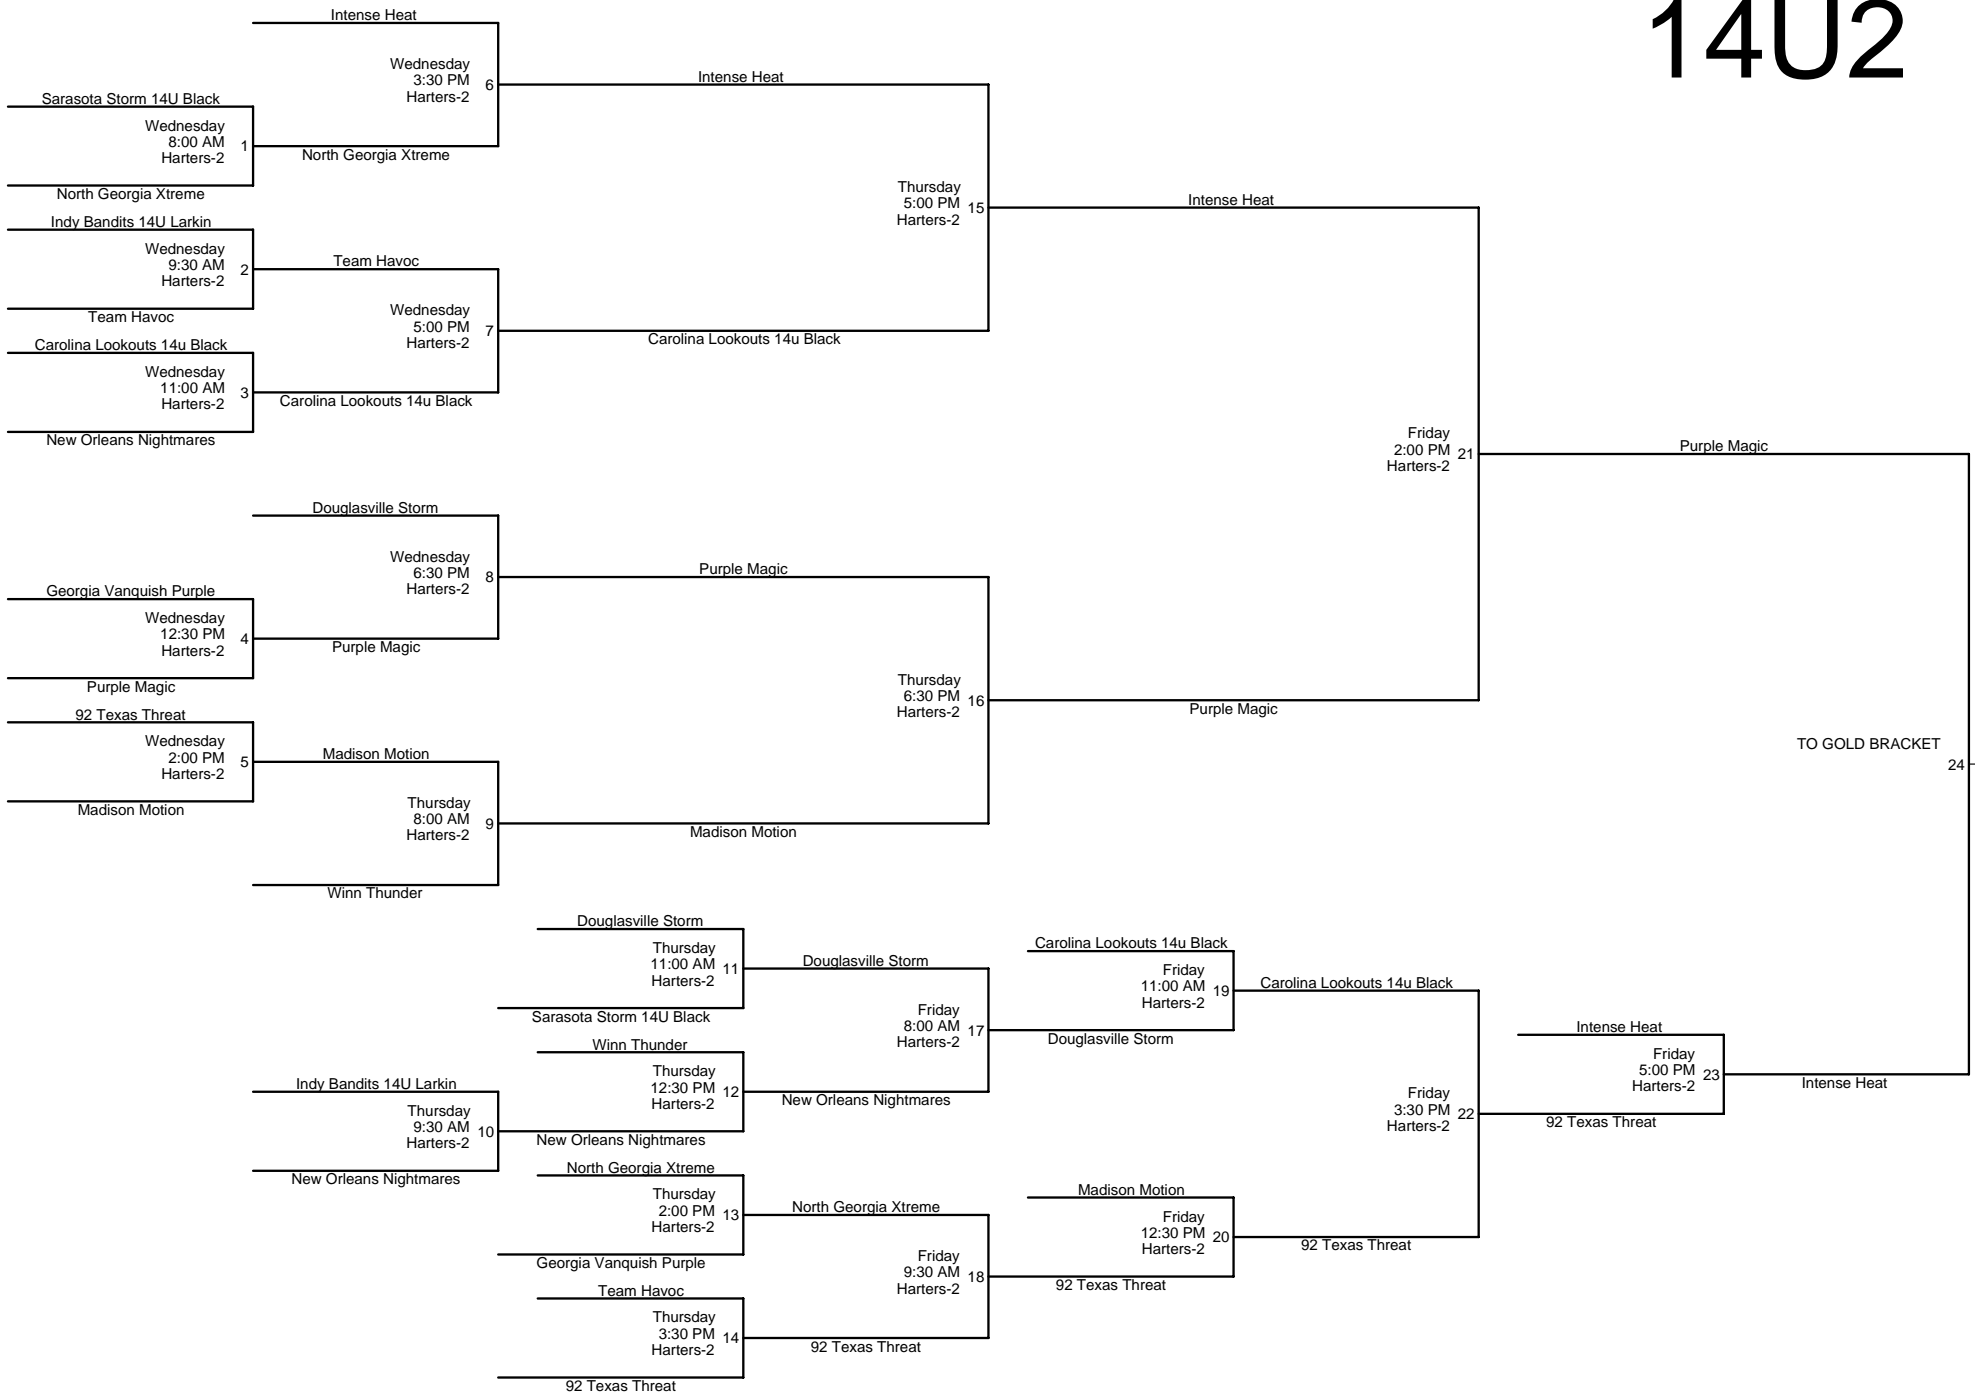 14U2
Intense Heat
Wednesday
3:30 PM
Harters-2
6
Intense Heat
Sarasota Storm 14U Black
Wednesday
8:00 AM
Harters-2
1
North Georgia Xtreme
North Georgia Xtreme
Thursday
5:00 PM
Harters-2
15
Intense Heat
Indy Bandits 14U Larkin
Wednesday
9:30 AM
Harters-2
2
Team Havoc
Team Havoc
Wednesday
5:00 PM
Harters-2
7
Carolina Lookouts 14u Black
Carolina Lookouts 14u Black
Wednesday
11:00 AM
Harters-2
3
Carolina Lookouts 14u Black
New Orleans Nightmares
Friday
2:00 PM
Harters-2
21
Purple Magic
Douglasville Storm
Wednesday
6:30 PM
Harters-2
8
Purple Magic
Georgia Vanquish Purple
Wednesday
12:30 PM
Harters-2
4
Purple Magic
Purple Magic
Thursday
6:30 PM
Harters-2
16
Purple Magic
92 Texas Threat
Wednesday
2:00 PM
Harters-2
5
Madison Motion
Madison Motion
Thursday
8:00 AM
Harters-2
9
Madison Motion
Winn Thunder
TO GOLD BRACKET
24
Douglasville Storm
Thursday
11:00 AM
Harters-2
11
Douglasville Storm
Sarasota Storm 14U Black
Friday
8:00 AM
Harters-2
17
Douglasville Storm
Carolina Lookouts 14u Black
Friday
11:00 AM
Harters-2
19
Carolina Lookouts 14u Black
Winn Thunder
Thursday
12:30 PM
Harters-2
12
New Orleans Nightmares
Indy Bandits 14U Larkin
Thursday
9:30 AM
Harters-2
10
New Orleans Nightmares
New Orleans Nightmares
Intense Heat
Friday
5:00 PM
Harters-2
23
Intense Heat
Friday
3:30 PM
Harters-2
22
92 Texas Threat
North Georgia Xtreme
Thursday
2:00 PM
Harters-2
13
North Georgia Xtreme
Georgia Vanquish Purple
Madison Motion
Friday
12:30 PM
Harters-2
20
92 Texas Threat
Friday
9:30 AM
Harters-2
18
92 Texas Threat
Team Havoc
Thursday
3:30 PM
Harters-2
14
92 Texas Threat
92 Texas Threat